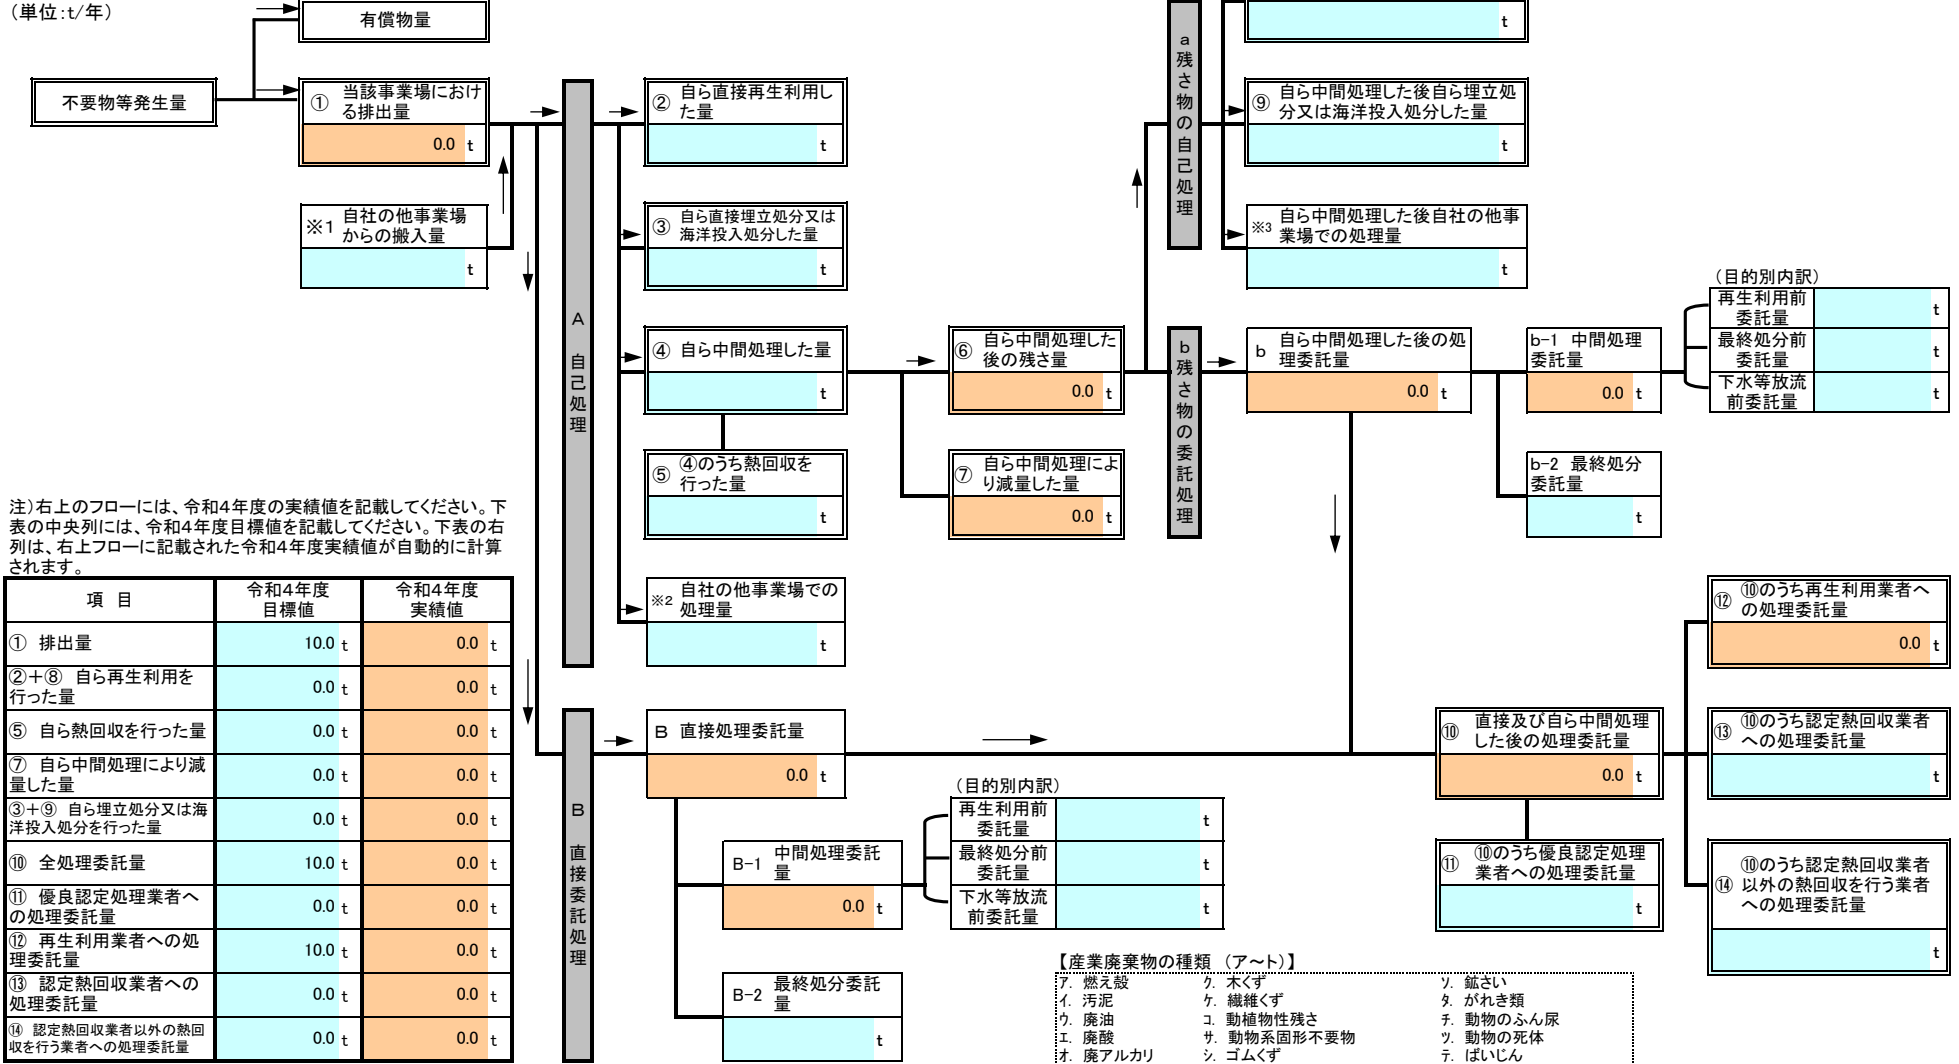 （単位:t/年）
有償物量
不要物等発生量
① 当該事業場におけ
る排出量
0.0 t
※1 自社の他事業場
からの搬入量
t
A 自己処理
② 自ら直接再生利用し
た量
t
③ 自ら直接埋立処分又は
海洋投入処分した量
t
④ 自ら中間処理した量
t
⑤ ④のうち熱回収を
行った量
t
※2 自社の他事業場での
処理量
t
⑥ 自ら中間処理した
後の残さ量
0.0 t
⑦ 自ら中間処理によ
り減量した量
0.0 t
a残さ物の自己処理
t
⑨ 自ら中間処理した後自ら埋立処
分又は海洋投入処分した量
t
※3 自ら中間処理した後自社の他事
業場での処理量
t
b残さ物の委託処理
b 自ら中間処理した後の処
理委託量
0.0 t
b-1 中間処理
委託量
0.0 t
（目的別内訳）
再生利用前
委託量
t
最終処分前
委託量
t
下水等放流
前委託量
t
b-2 最終処分
委託量
t
注）右上のフローには、令和4年度の実績値を記載してください。下
表の中央列には、令和4年度目標値を記載してください。下表の右
列は、右上フローに記載された令和4年度実績値が自動的に計算
されます。
項 目 令和4年度
目標値 令和4年度
実績値
① 排出量 10.0 t 0.0 t
②＋⑧ 自ら再生利用を
行った量 0.0 t 0.0 t
⑤ 自ら熱回収を行った量 0.0 t 0.0 t
⑦ 自ら中間処理により減
量した量 0.0 t 0.0 t
③＋⑨ 自ら埋立処分又は海
洋投入処分を行った量 0.0 t 0.0 t
⑩ 全処理委託量 10.0 t 0.0 t
⑪ 優良認定処理業者へ
の処理委託量 0.0 t 0.0 t
⑫ 再生利用業者への処
理委託量 10.0 t 0.0 t
⑬ 認定熱回収業者への
処理委託量 0.0 t 0.0 t
⑭ 認定熱回収業者以外の熱回
収を行う業者への処理委託量 0.0 t 0.0 t
B 直接委託処理
B 直接処理委託量
0.0 t
B-1 中間処理委託
量
0.0 t
（目的別内訳）
再生利用前
委託量
t
最終処分前
委託量
t
下水等放流
前委託量
t
B-2 最終処分委託
量
t
⑩ 直接及び自ら中間処理
した後の処理委託量
0.0 t
⑪ ⑩のうち優良認定処理
業者への処理委託量
t
⑫ ⑩のうち再生利用業者へ
の処理委託量
0.0 t
⑬ ⑩のうち認定熱回収業者
への処理委託量
t
⑭ ⑩のうち認定熱回収業者
以外の熱回収を行う業者
への処理委託量
t
【産業廃棄物の種類 （ア～ト）】
ｱ. 燃え殻 ｸ. 木くず ｿ. 鉱さい
ｲ. 汚泥 ｹ. 繊維くず ﾀ. がれき類
ｳ. 廃油 ｺ. 動植物性残さ ﾁ. 動物のふん尿
ｴ. 廃酸 ｻ. 動物系固形不要物 ﾂ. 動物の死体
ｵ. 廃アルカリ ｼ. ゴムくず ﾃ. ばいじん